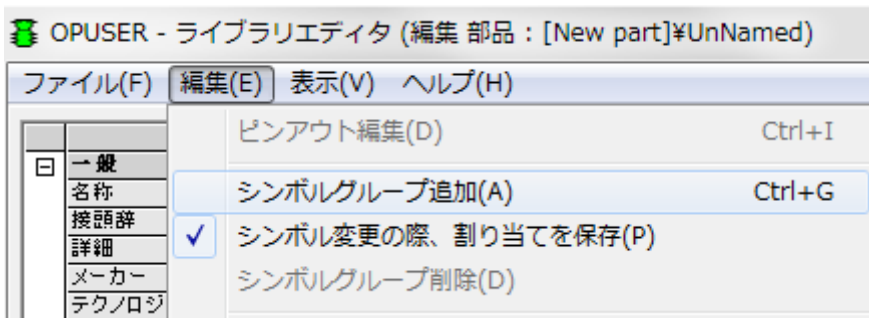 OPUSER - ライブラリエディタ (編集 部品 : [New part]¥UnNamed)
ファイル(F) 編集(E) 表示(V) ヘルプ(H)
ピンアウト編集(D) Ctrl+I
一般
名称
シンボルグループ追加(A) Ctrl+G
接頭辞
シンボル変更の際、割り当てを保存(P)
詳細
メーカー
シンボルグループ削除(D)
テクノロジ